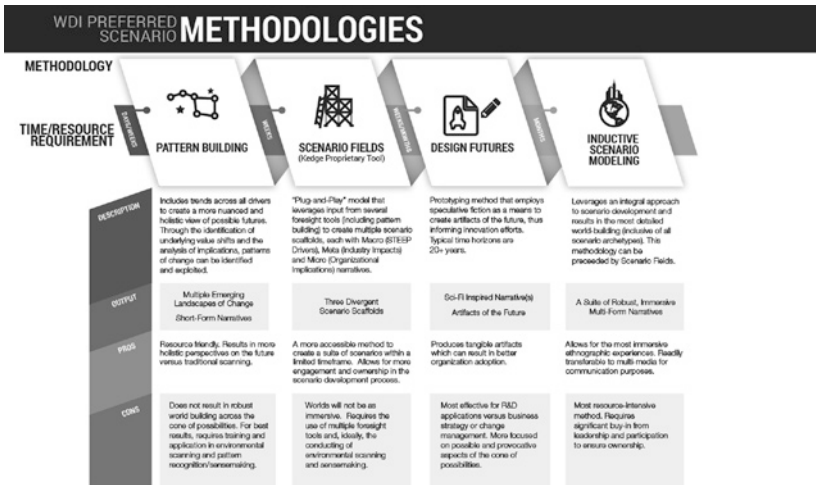 WDI PREFERRED
SCENARIO METHODOLOGIES
METHODOLOGY
TIME/RESOURCE
REQUIREMENT
DAYS/WEEKS
PATTERN BUILDING
WEEKS
SCENARIO FIELDS
(Kedge Proprietary Tool)
WEEKS/MONTHS
DESIGN FUTURES
MONTHS
INDUCTIVE
SCENARIO
MODELING
DESCRIPTION
Includes trends across all drivers
to create a more nuanced and
holistic view of possible futures.
Through the identification of
underlying value shifts and the
analysis of implications, patterns
of change can be identified
and exploited.
"Plug-and-Play" model that
leverages input from several
foresight tools (including pattern
building) to create multiple scenario
scaffolds, each with Macro (STEEP
Drivers), Meta (Industry Impacts)
and Micro (Organizational
Implications) narratives.
Prototyping method that employs
speculative fiction as a means to
create artifacts of the future, thus
informing innovation efforts.
Typical time horizons are
20+ years.
Leverages an integral approach
to scenario development and
results in the most detailed
world-building (inclusive of all
scenario archetypes). This
methodology can be
preceeded by Scenario Fields.
OUTPUT
Multiple Emerging
Landscapes of Change
Short-Form Narratives
Three Divergent
Scenario Scaffolds
Sci-Fi Inspired Narrative(s)
Artifacts of the Future
A Suite of Robust, Immersive
Multi-Form Narratives
PROS
Resource friendly. Results in more
holistic perspectives on the future
versus traditional scanning.
A more accessible method to
create a suite of scenarios within a
limited timeframe. Allows for more
engagement and ownership in the
scenario development process.
Produces tangible artifacts
which can result in better
organization adoption.
Allows for the most immersive
ethnographic experiences. Readily
transferable to multi-media for
communication purposes.
CONS
Does not result in robust
world building across the
cone of possibilities. For best
results, requires training and
application in environmental
scanning and pattern
recognition/sensemaking.
Worlds will not be as
immersive. Requires the
use of multiple foresight
tools and, ideally, the
conducting of
environmental scanning
and sensemaking.
Most effective for R&D
applications versus business
strategy or change
management. More focused
on possible and provocative
aspects of the cone of
possibilities.
Most resource-intensive
method. Requires
significant buy-in from
leadership and participation
to ensure ownership.